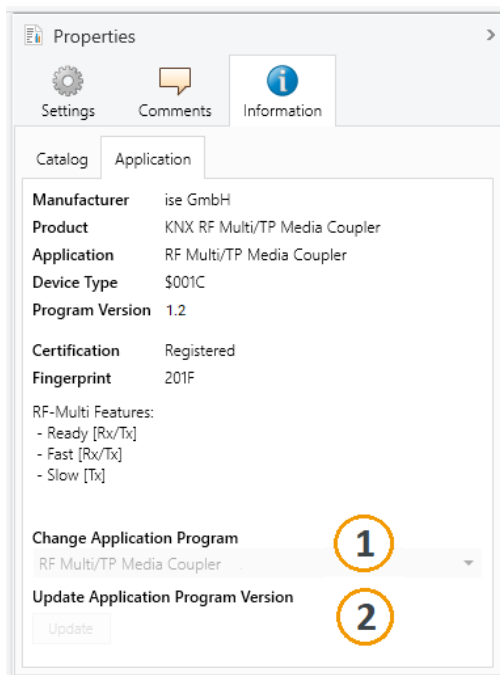 Properties
Settings Comments Information
Catalog Application
Manufacturer ise GmbH
Product KNX RF Multi/TP Media Coupler
Application RF Multi/TP Media Coupler
Device Type $001C
Program Version 1.2
Certification Registered
Fingerprint 201F
RF-Multi Features:
- Ready [Rx/Tx]
- Fast [Rx/Tx]
- Slow [Tx]
Change Application Program
1
RF Multi/TP Media Coupler
Update Application Program Version
2
Update